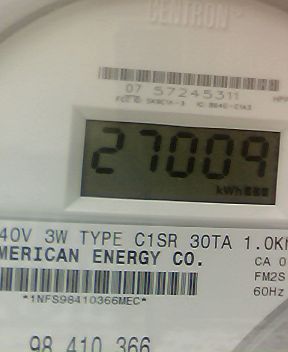 CENTRON
07 57245311
27009
kWh
40V 3W TYPE C1SR 30TA 1.0K
MERICAN ENERGY CO.
CA 0
FM2S
60Hz
*1NFS98410366MEC*
98 410 366